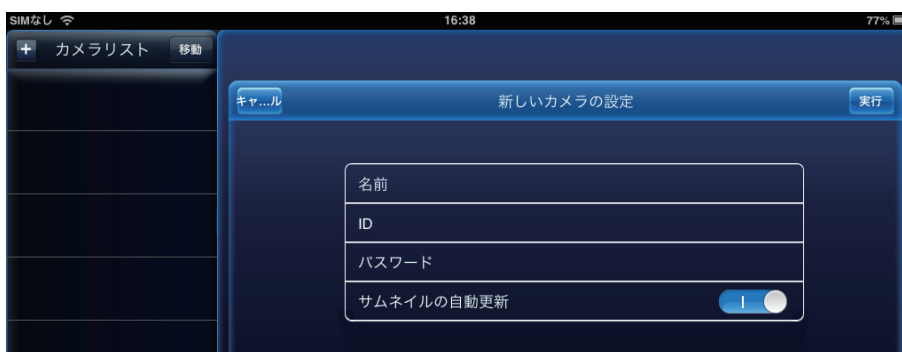 SIMなし 16:38 77%
+ カメラリスト 移動
キャ...ル 新しいカメラの設定 実行
名前
ID
パスワード
サムネイルの自動更新